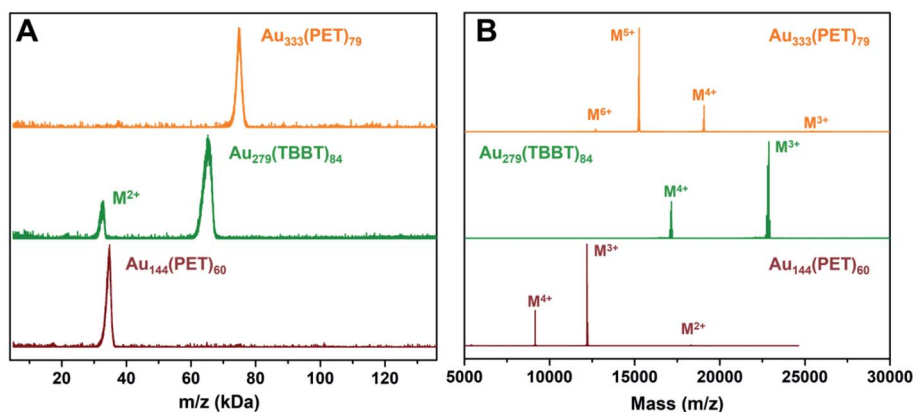 A
Au₃₃₃(PET)₇₉
Au₂₇₉(TBBT)₈₄
M²⁺
Au₁₄₄(PET)₆₀
20 40 60 80 100 120
m/z (kDa)
B
M⁵⁺
Au₃₃₃(PET)₇₉
M⁶⁺
M⁴⁺
M³⁺
Au₂₇₉(TBBT)₈₄
M³⁺
M⁴⁺
M³⁺
Au₁₄₄(PET)₆₀
M⁴⁺
M²⁺
5000 10000 15000 20000 25000 30000
Mass (m/z)